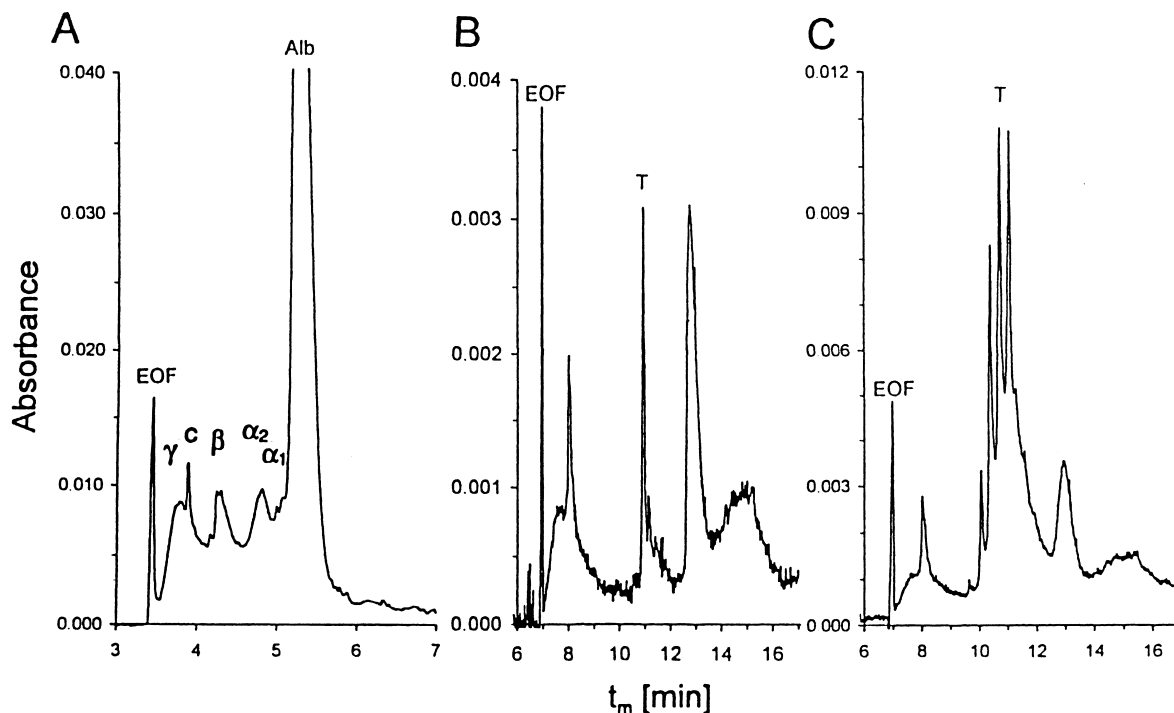 A
Alb
0.040
0.030
0.020
0.010
0.000
EOF
γ c β α2 α1
3 4 5 6 7
B
0.004
0.003
0.002
0.001
0.000
EOF
T
6 8 10 12 14 16
C
0.012
0.009
0.006
0.003
0.000
T
EOF
6 8 10 12 14 16
Absorbance
tm [min]